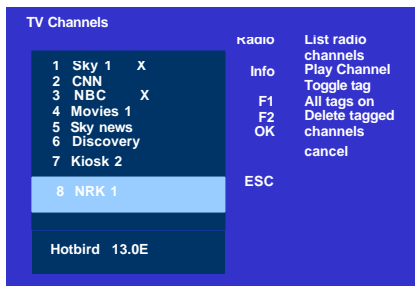 TV Channels
1 Sky 1 X
2 CNN
3 NBC X
4 Movies 1
5 Sky news
6 Discovery
7 Kiosk 2
8 NRK 1
Hotbird 13.0E
Radio List radio
channels
Info Play Channel
Toggle tag
F1 All tags on
F2 Delete tagged
OK channels
cancel
ESC